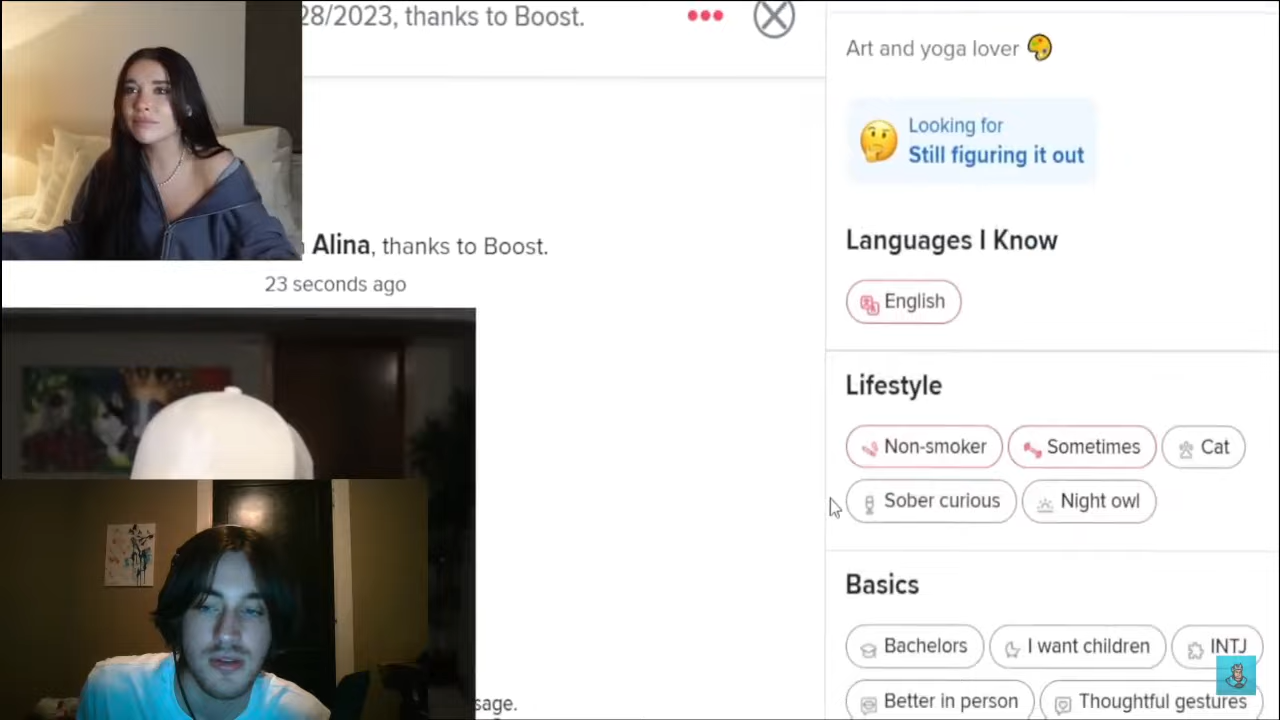 28/2023, thanks to Boost.
Alina, thanks to Boost.
23 seconds ago
sage.
Art and yoga lover
Looking for
Still figuring it out
Languages I Know
English
Lifestyle
Non-smoker
Sometimes
Cat
Sober curious
Night owl
Basics
Bachelors
I want children
INTJ
Better in person
Thoughtful gestures